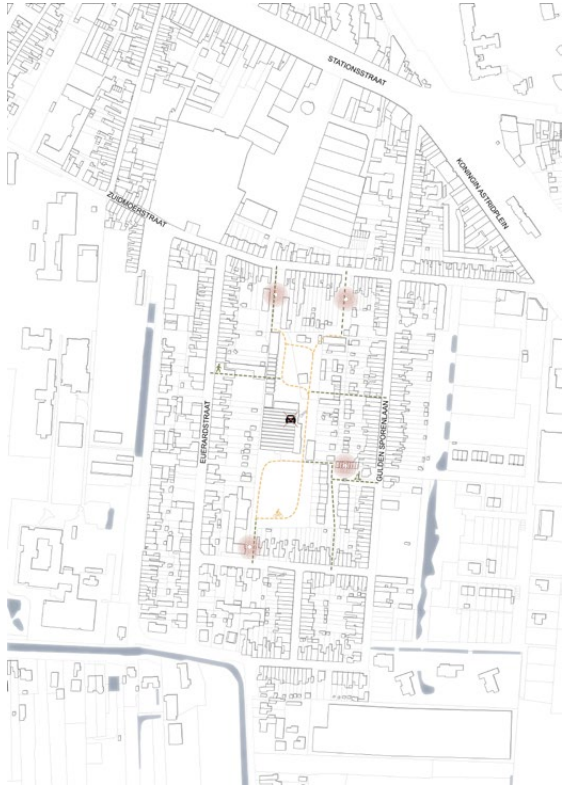 STATIONSSTRAAT
KONINGIN ASTRIDPLEIN
ZUIDMOERSTRAAT
EVERARDSTRAAT
GULDEN SPORENLAAN